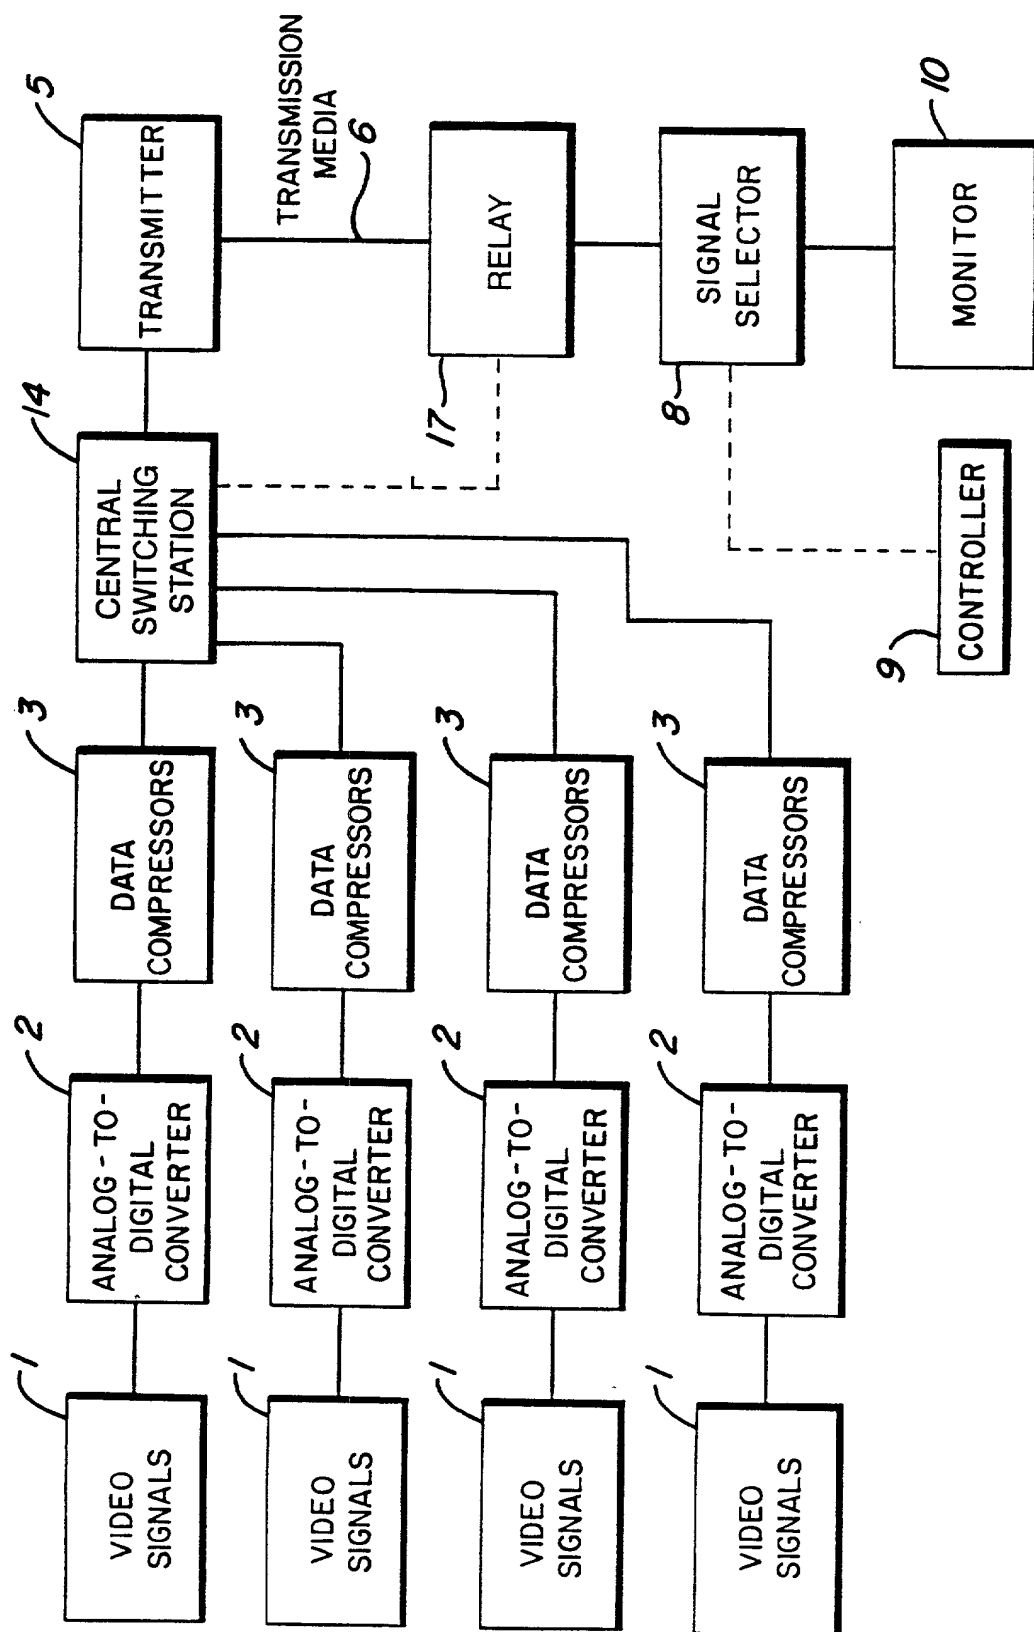 1
VIDEO
SIGNALS
2
ANALOG-TO-
DIGITAL
CONVERTER
3
DATA
COMPRESSORS
14
CENTRAL
SWITCHING
STATION
5
TRANSMITTER
1
VIDEO
SIGNALS
2
ANALOG-TO-
DIGITAL
CONVERTER
3
DATA
COMPRESSORS
TRANSMISSION
MEDIA
6
1
VIDEO
SIGNALS
2
ANALOG-TO-
DIGITAL
CONVERTER
3
DATA
COMPRESSORS
17
RELAY
1
VIDEO
SIGNALS
2
ANALOG-TO-
DIGITAL
CONVERTER
3
DATA
COMPRESSORS
8
SIGNAL
SELECTOR
9
CONTROLLER
10
MONITOR